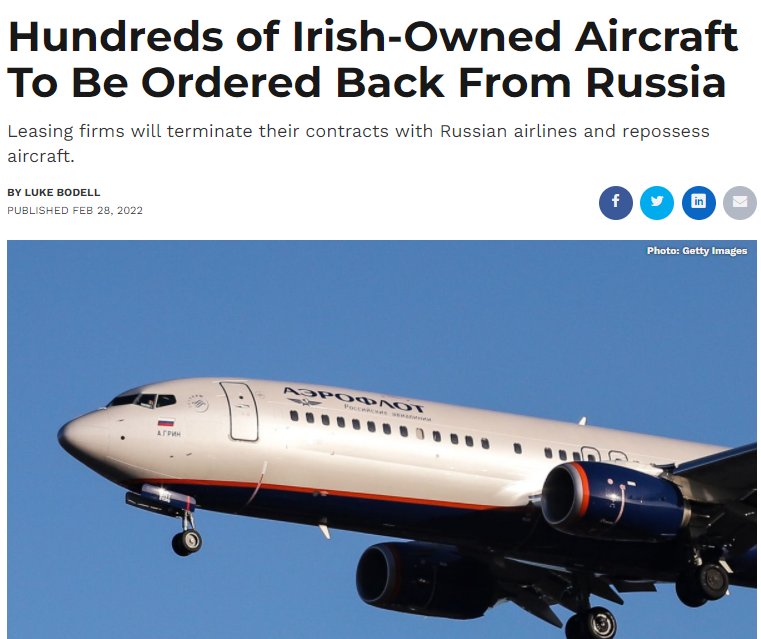 Hundreds of Irish-Owned Aircraft
To Be Ordered Back From Russia
Leasing firms will terminate their contracts with Russian airlines and repossess
aircraft.
BY LUKE BODELL
PUBLISHED FEB 28, 2022
Photo: Getty Images
АЭРОФЛОТ
Российские авиалинии
А.ГРИН